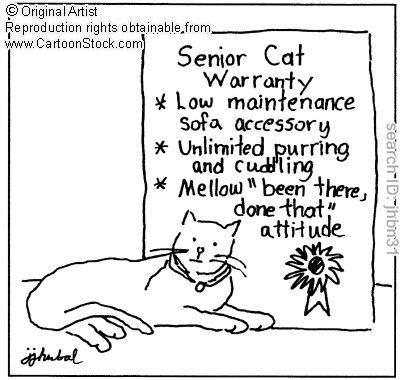 © Original Artist
Reproduction rights obtainable from
www.CartoonStock.com
Senior Cat
Warranty
* Low maintenance
sofa accessory
* Unlimited purring
and cuddling
* Mellow "been there,
done that"
attitude
search ID: jhbn31
jjhubal